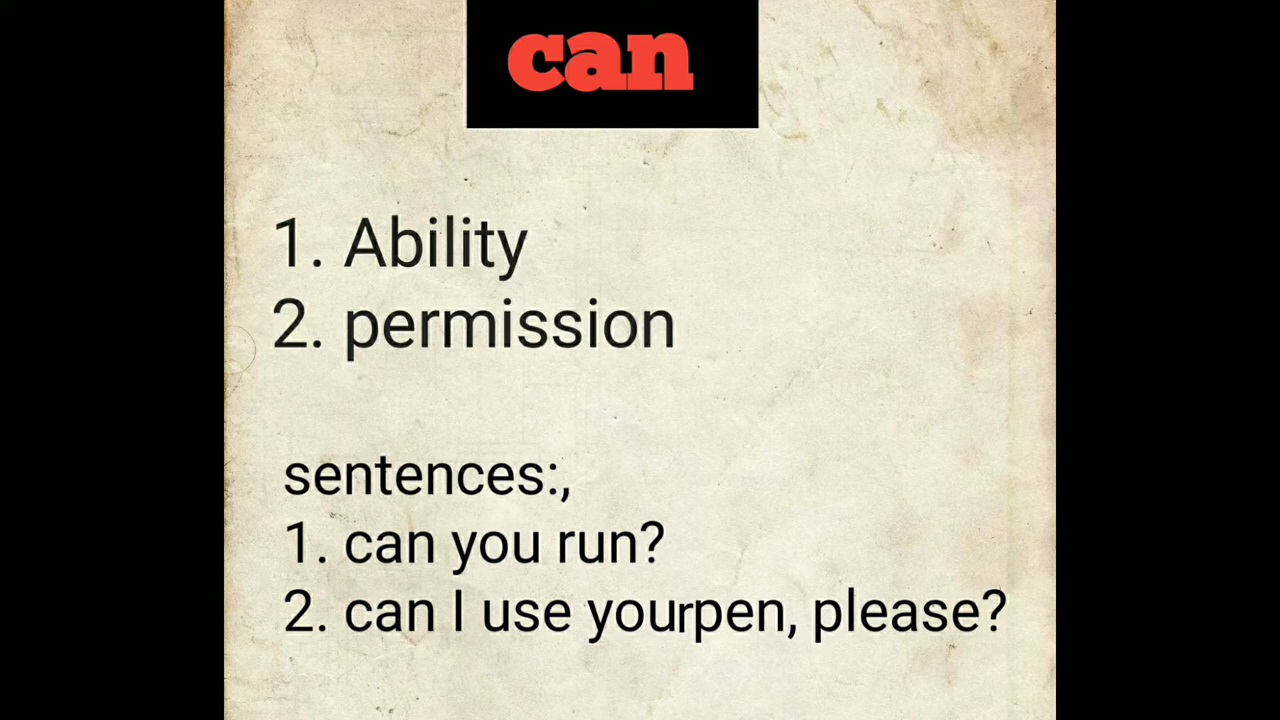 can
1. Ability
2. permission
sentences:,
1. can you run?
2. can I use yourpen, please?